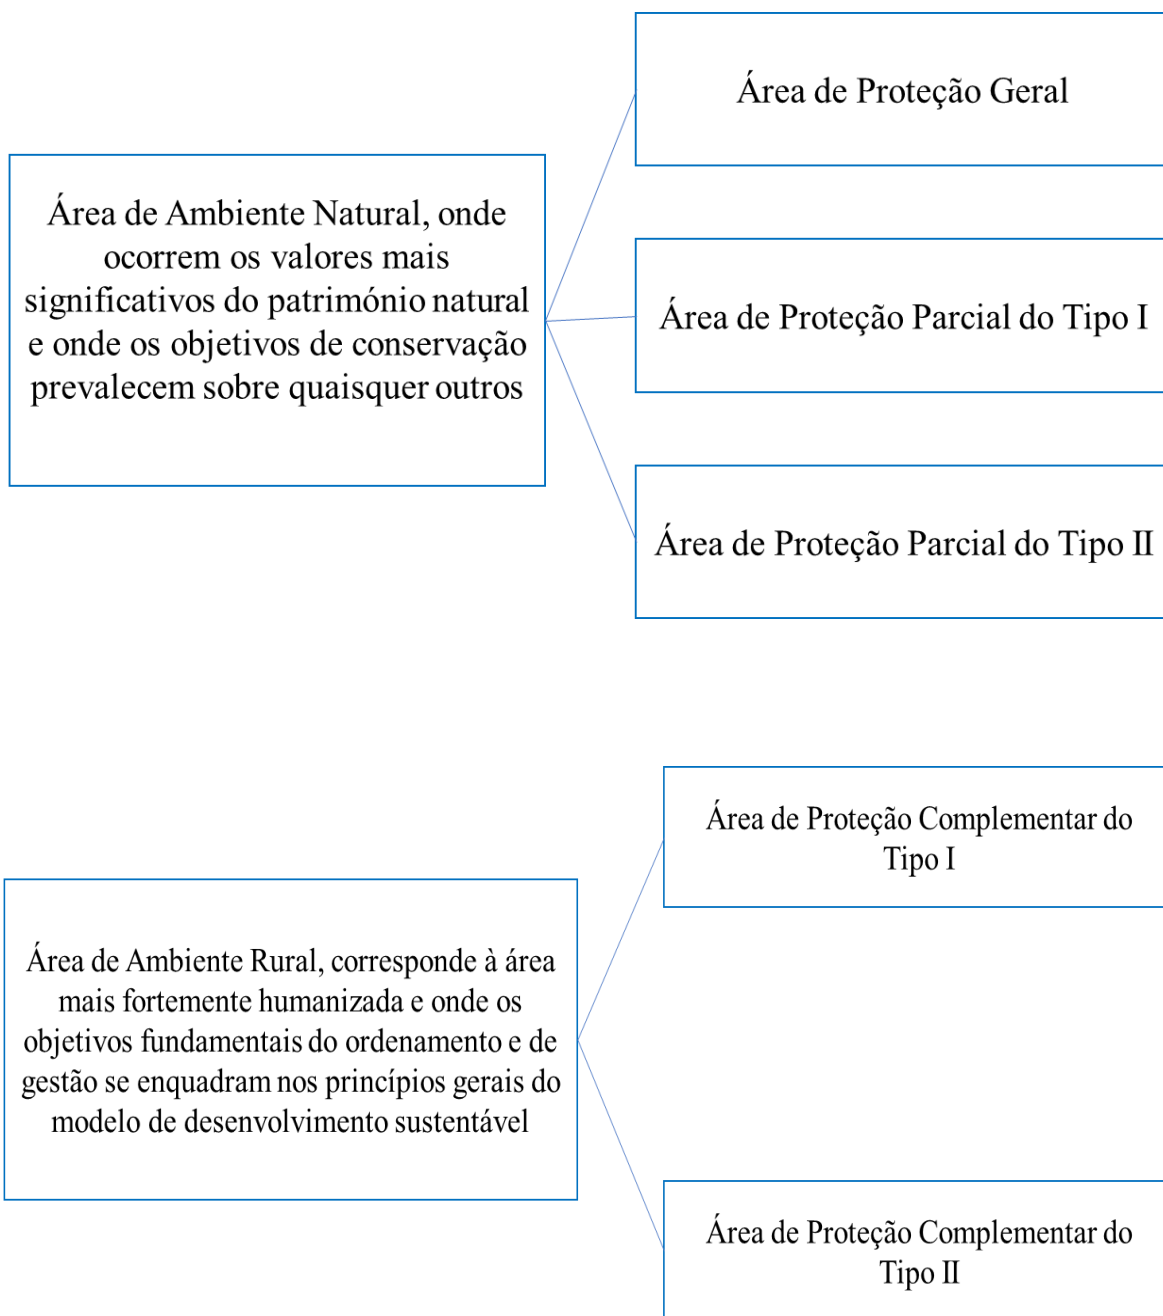 Área de Ambiente Natural, onde
ocorrem os valores mais
significativos do património natural
e onde os objetivos de conservação
prevalecem sobre quaisquer outros
Área de Proteção Geral
Área de Proteção Parcial do Tipo I
Área de Proteção Parcial do Tipo II
Área de Ambiente Rural, corresponde à área
mais fortemente humanizada e onde os
objetivos fundamentais do ordenamento e de
gestão se enquadram nos princípios gerais do
modelo de desenvolvimento sustentável
Área de Proteção Complementar do
Tipo I
Área de Proteção Complementar do
Tipo II